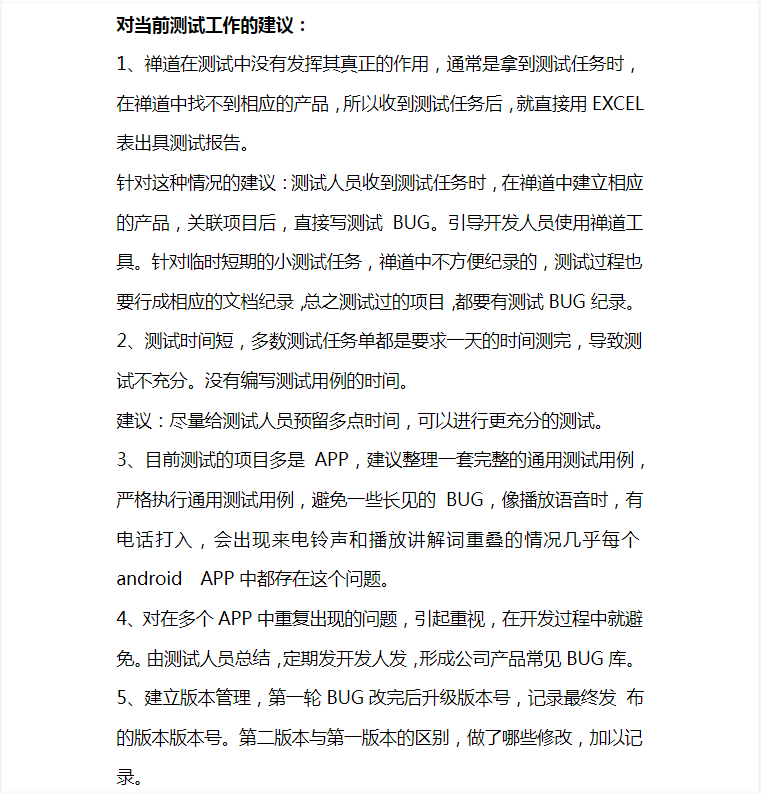 对当前测试工作的建议：
1、禅道在测试中没有发挥其真正的作用，通常是拿到测试任务时，
在禅道中找不到相应的产品，所以收到测试任务后，就直接用 EXCEL
表出具测试报告。
针对这种情况的建议：测试人员收到测试任务时，在禅道中建立相应
的产品，关联项目后，直接写测试 BUG。引导开发人员使用禅道工
具。针对临时短期的小测试任务，禅道中不方便纪录的，测试过程也
要行成相应的文档纪录，总之测试过的项目，都要有测试 BUG 纪录。
2、测试时间短，多数测试任务单都是要求一天的时间测完，导致测
试不充分。没有编写测试用例的时间。
建议：尽量给测试人员预留多点时间，可以进行更充分的测试。
3、目前测试的项目多是 APP，建议整理一套完整的通用测试用例，
严格执行通用测试用例，避免一些长见的 BUG，像播放语音时，有
电话打入，会出现来电铃声和播放讲解词重叠的情况几乎每个
android APP 中都存在这个问题。
4、对在多个 APP 中重复出现的问题，引起重视，在开发过程中就避
免。由测试人员总结，定期发开发人发，形成公司产品常见 BUG 库。
5、建立版本管理，第一轮 BUG 改完后升级版本号，记录最终发 布
的版本版本号。第二版本与第一版本的区别，做了哪些修改，加以记
录。